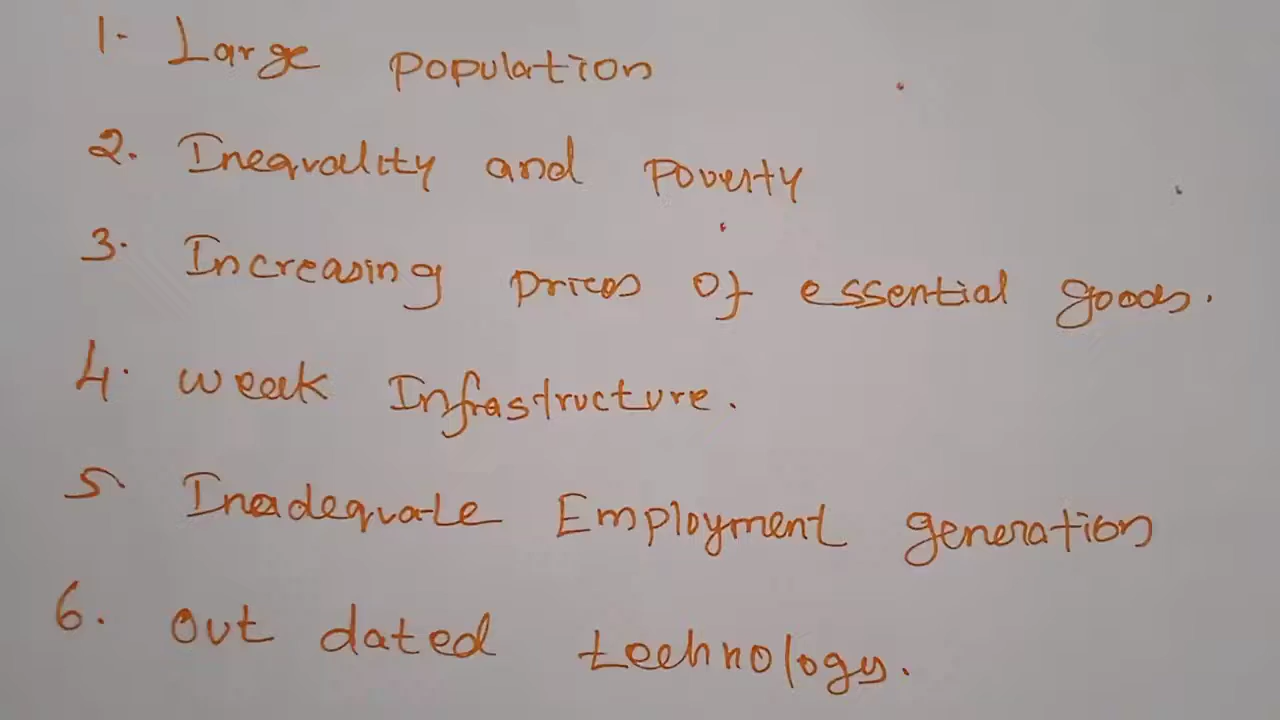 1. Large population
2. Inequality and Poverty
3. Increasing prices of essential goods.
4. weak Infrastructure.
5. Inadequate Employment generation
6. out dated technology.